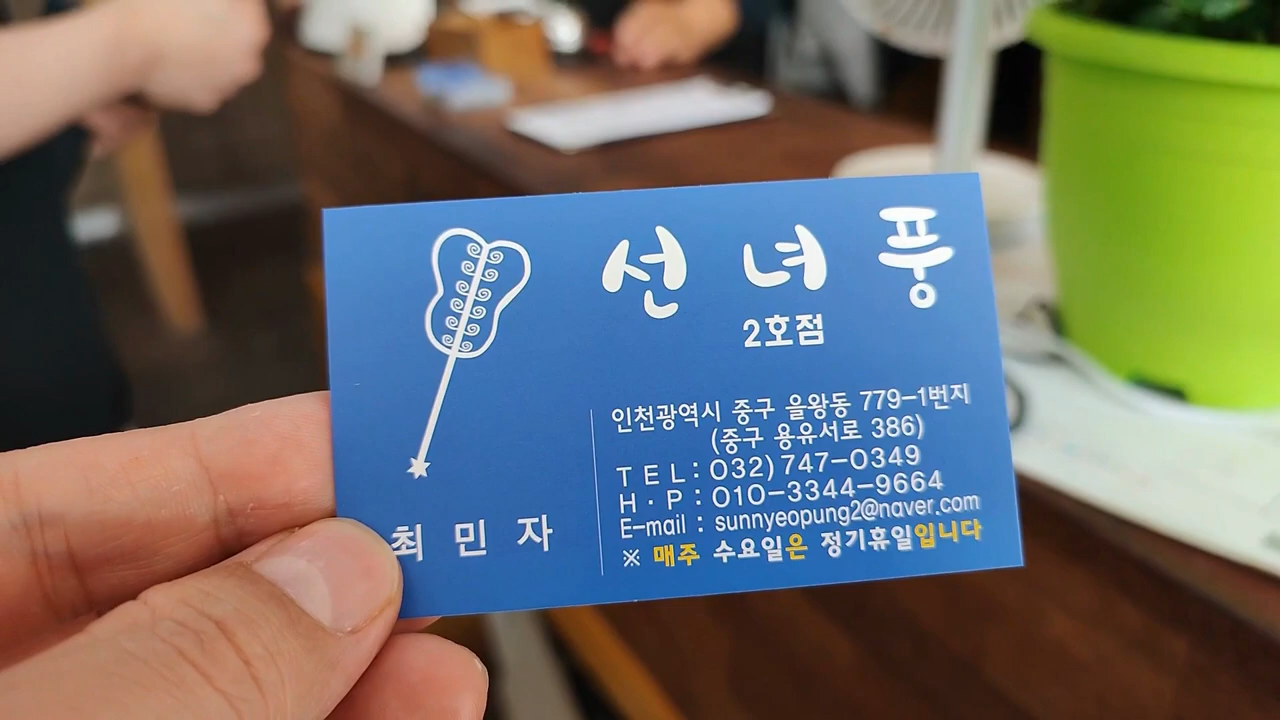 선녀풍
2호점
인천광역시 중구 을왕동 779-1번지
(중구 용유서로 386)
TEL: 032)747-0349
H·P: 010-3344-9664
E-mail : sunnyeopung2@naver.com
※ 매주 수요일은 정기휴일입니다
최민자